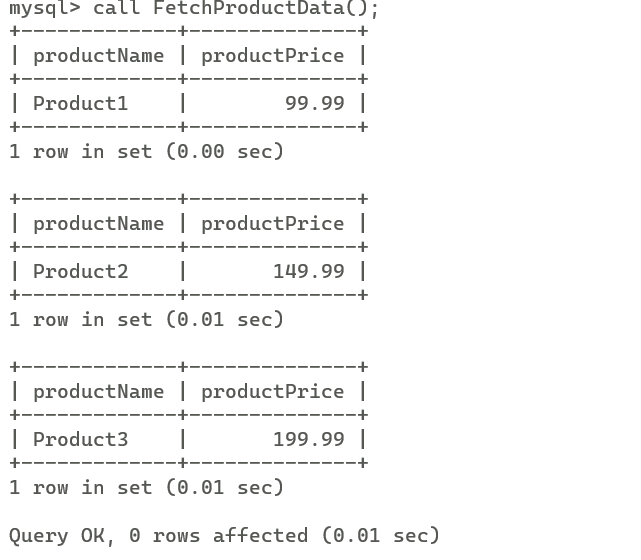 mysql> call FetchProductData();
+-------------+--------------+
| productName | productPrice |
+-------------+--------------+
| Product1    |        99.99 |
+-------------+--------------+
1 row in set (0.00 sec)

+-------------+--------------+
| productName | productPrice |
+-------------+--------------+
| Product2    |       149.99 |
+-------------+--------------+
1 row in set (0.01 sec)

+-------------+--------------+
| productName | productPrice |
+-------------+--------------+
| Product3    |       199.99 |
+-------------+--------------+
1 row in set (0.01 sec)

Query OK, 0 rows affected (0.01 sec)